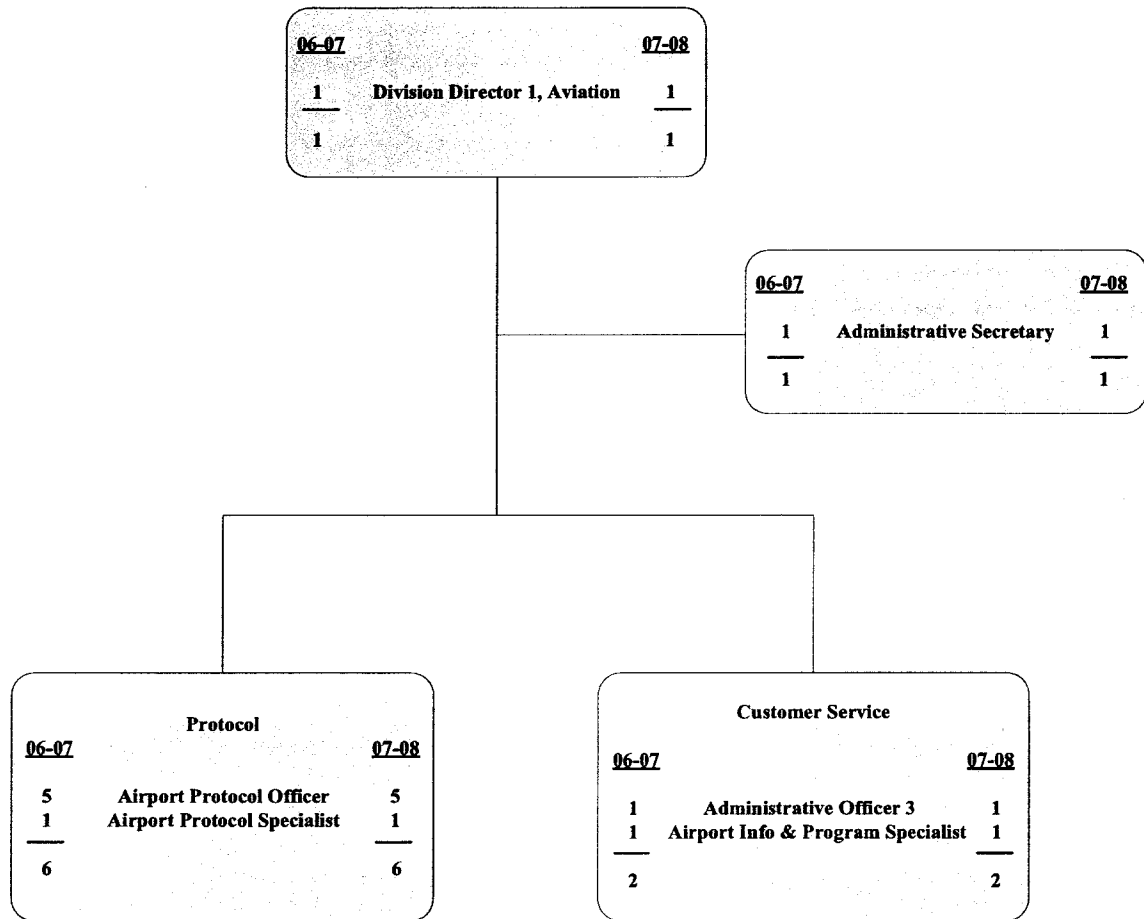 06-07 07-08
1 Division Director 1, Aviation 1
1 1
06-07 07-08
1 Administrative Secretary 1
1 1
Protocol
06-07 07-08
5 Airport Protocol Officer 5
1 Airport Protocol Specialist 1
6 6
Customer Service
06-07 07-08
1 Administrative Officer 3 1
1 Airport Info & Program Specialist 1
2 2